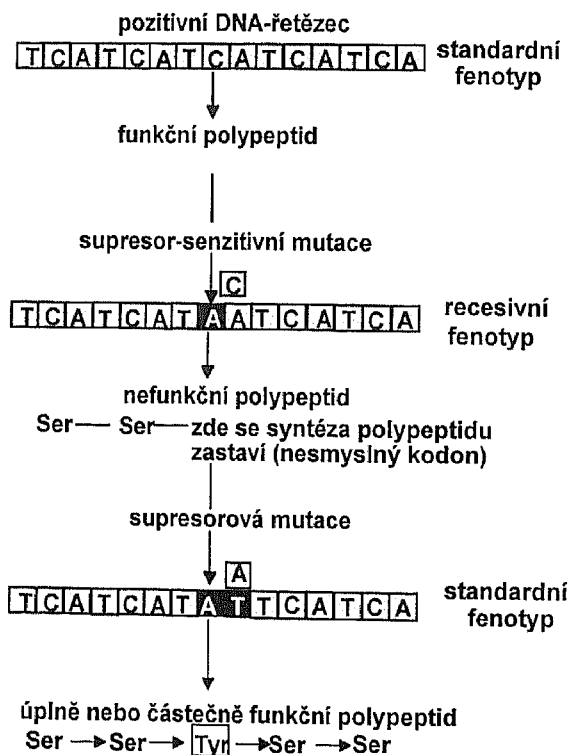 pozitivní DNA-řetězec
TCATCATCATCATCA
standardní
fenotyp
funkční polypeptid
supresor-senzitivní mutace
C
TCATCATAATCATCA
recesivní
fenotyp
nefunkční polypeptid
Ser— Ser— zde se syntéza polypeptidu
zastaví (nesmyslný kodon)
supresorová mutace
A
TCATCATATTCATCA
standardní
fenotyp
úplně nebo částečně funkční polypeptid
Ser →Ser→ Tyr →Ser →Ser